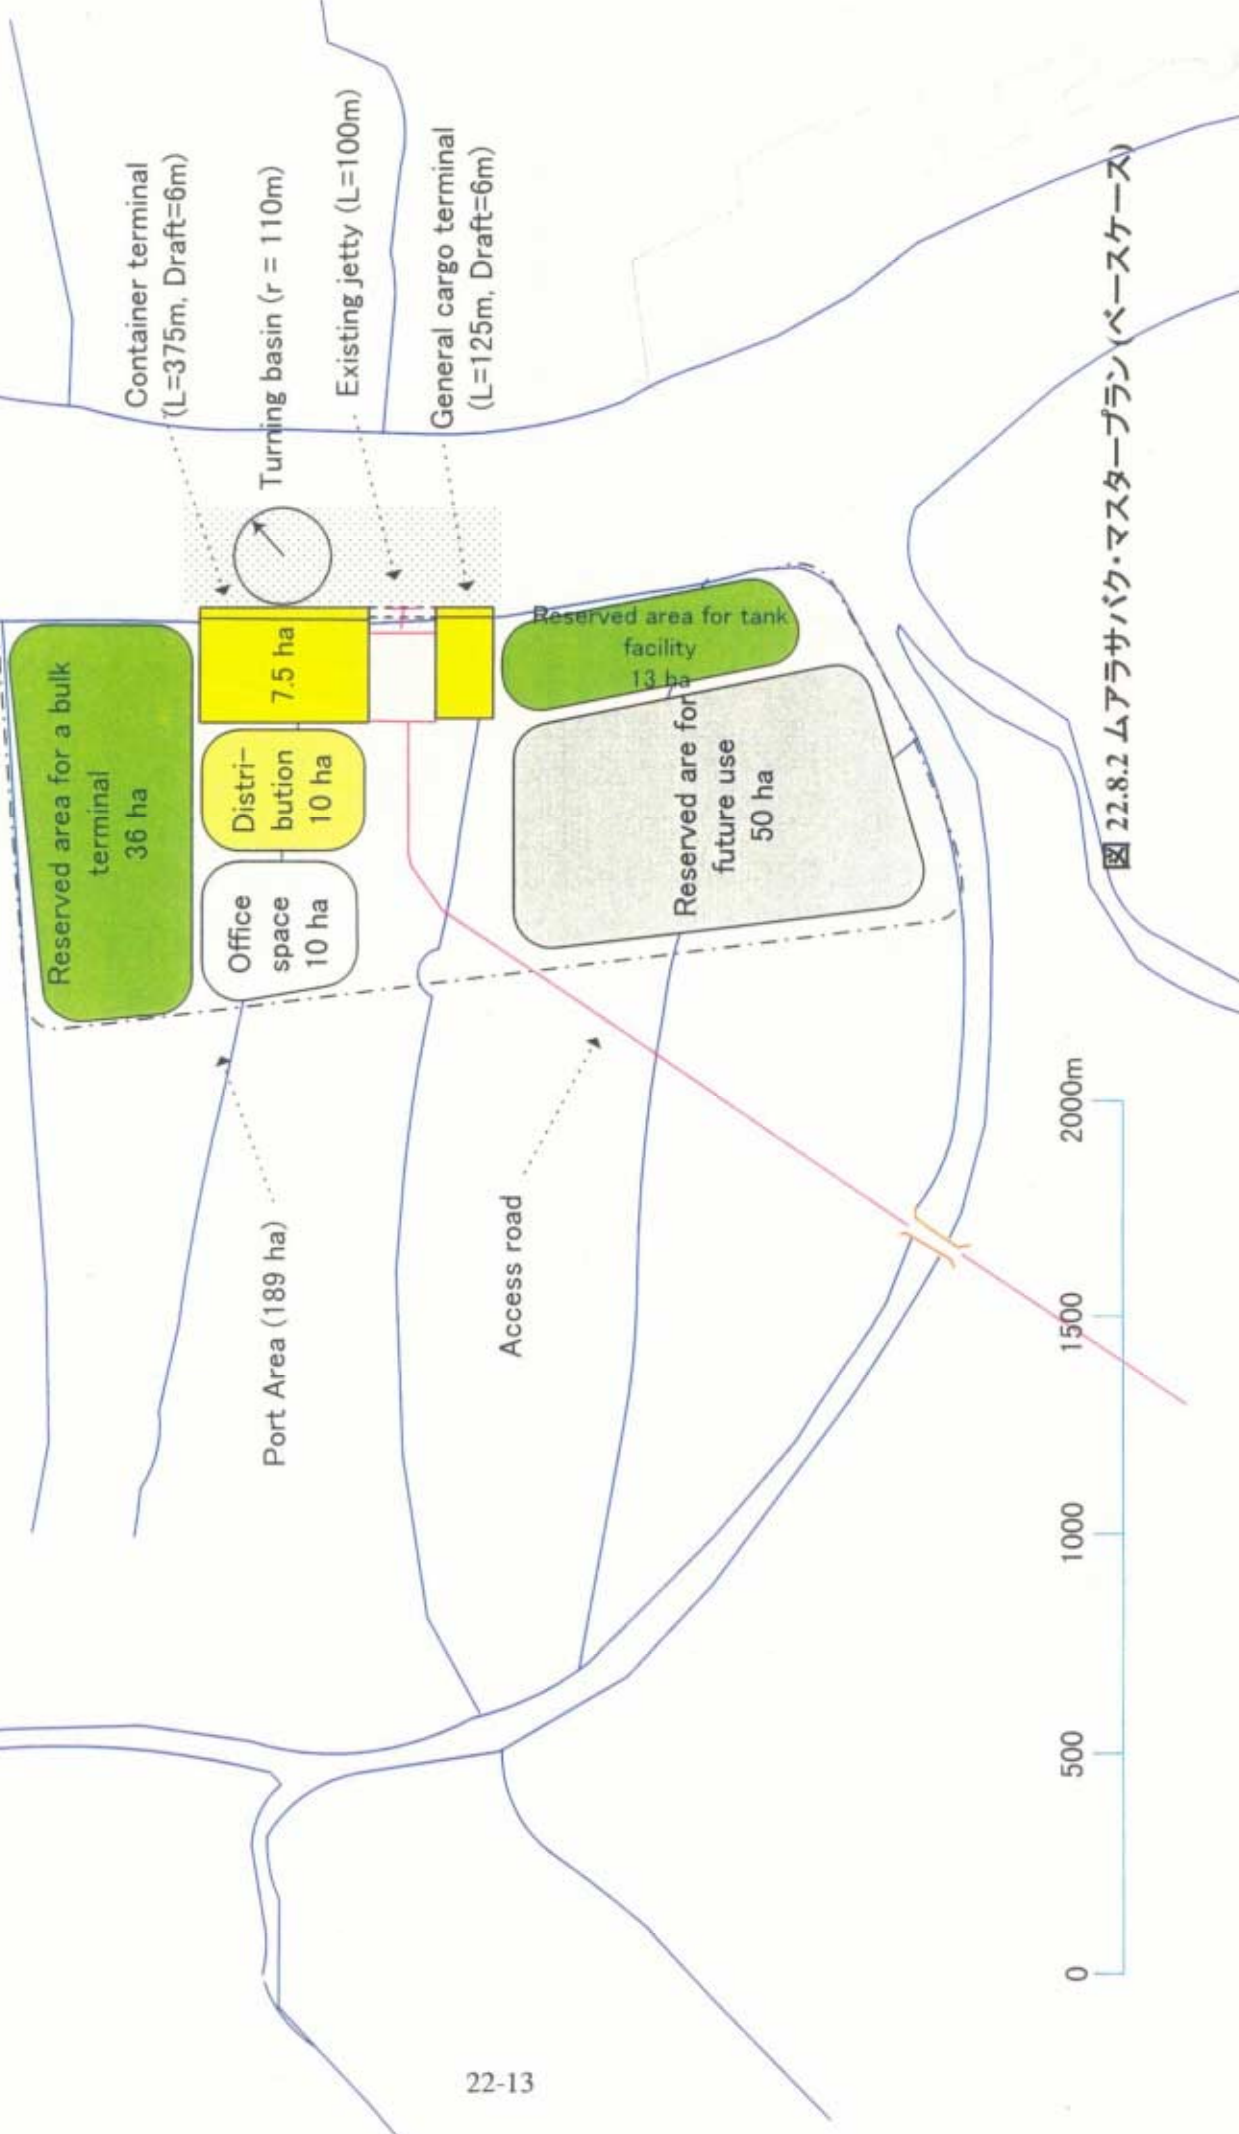 Container terminal
(L=375m, Draft=6m)
Turning basin (r = 110m)
Existing jetty (L=100m)
General cargo terminal
(L=125m, Draft=6m)
Reserved area for a bulk
terminal
36 ha
7.5 ha
Distri-
bution
10 ha
Office
space
10 ha
Reserved area for tank
facility
13 ha
Reserved are for
future use
50 ha
Port Area (189 ha)
Access road
0
500
1000
1500
2000m
図 22.8.2 ムアラサバク・マスタープラン (ベースケース)
22-13